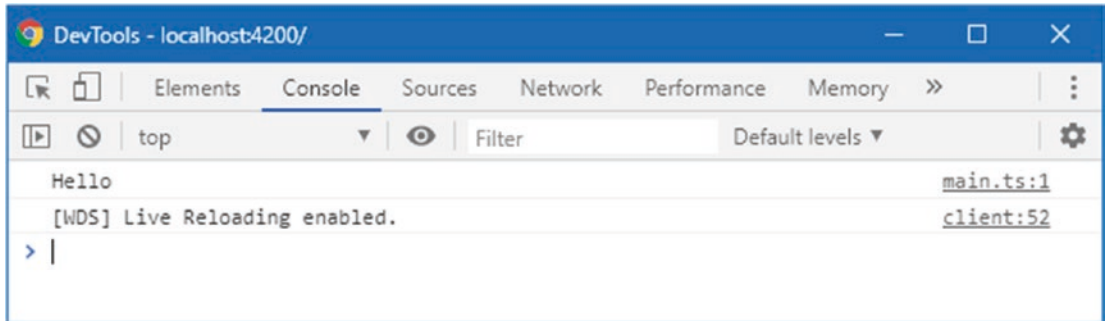 DevTools - localhost:4200/
Elements Console Sources Network Performance Memory »
top Filter Default levels ▼
Hello main.ts:1
[WDS] Live Reloading enabled. client:52
>